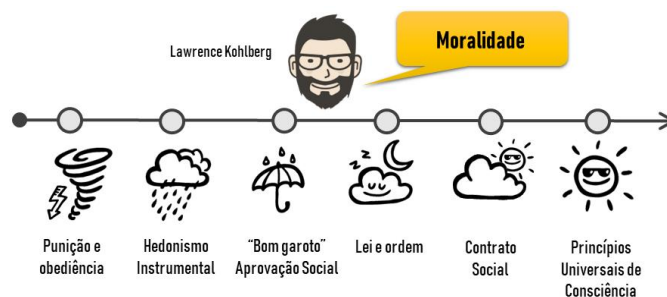 Lawrence Kohlberg
Moralidade
Punição e
obediência
Hedonismo
Instrumental
“Bom garoto”
Aprovação Social
Lei e ordem
Contrato
Social
Princípios
Universais de
Consciência